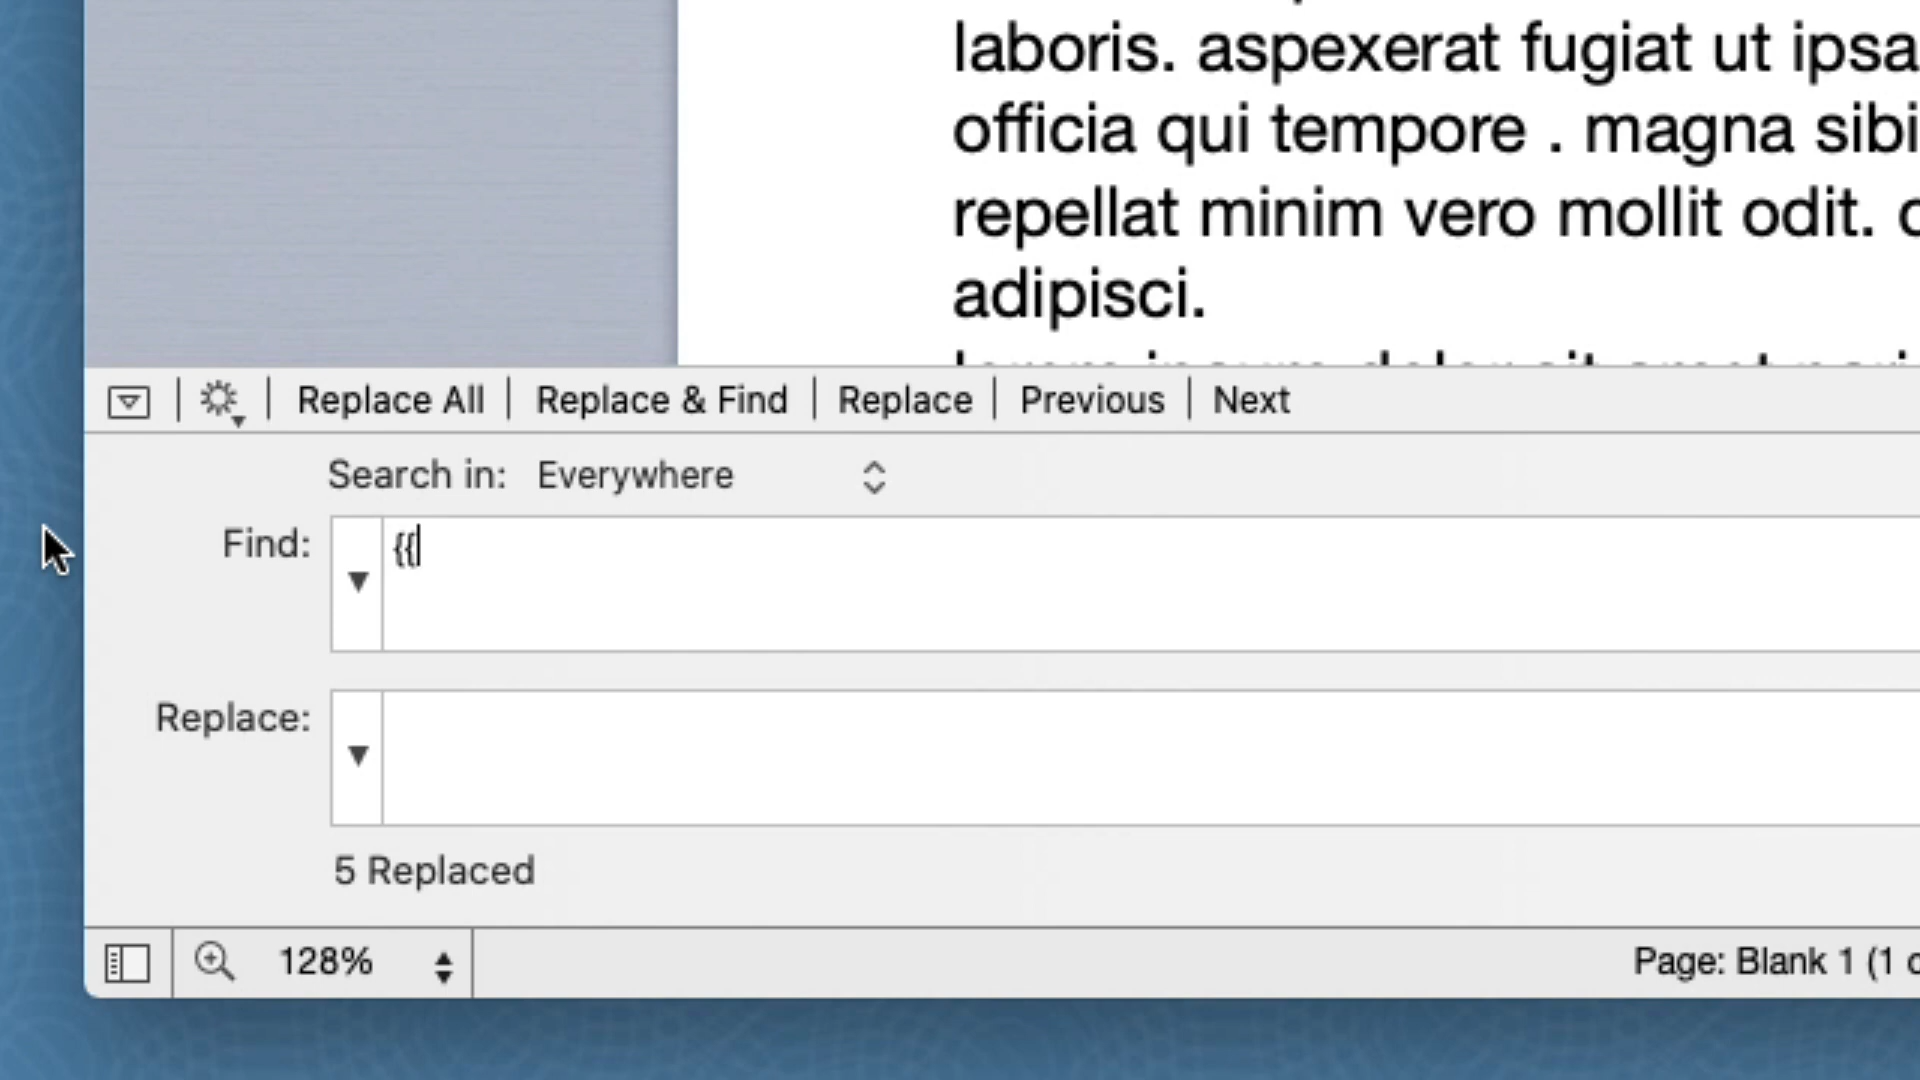 laboris. aspexerat fugiat ut ipsa
officia qui tempore . magna sibi
repellat minim vero mollit odit.
adipisci.
Replace All | Replace & Find | Replace | Previous | Next
Search in: Everywhere
Find: {{
Replace:
5 Replaced
128%
Page: Blank 1 (1